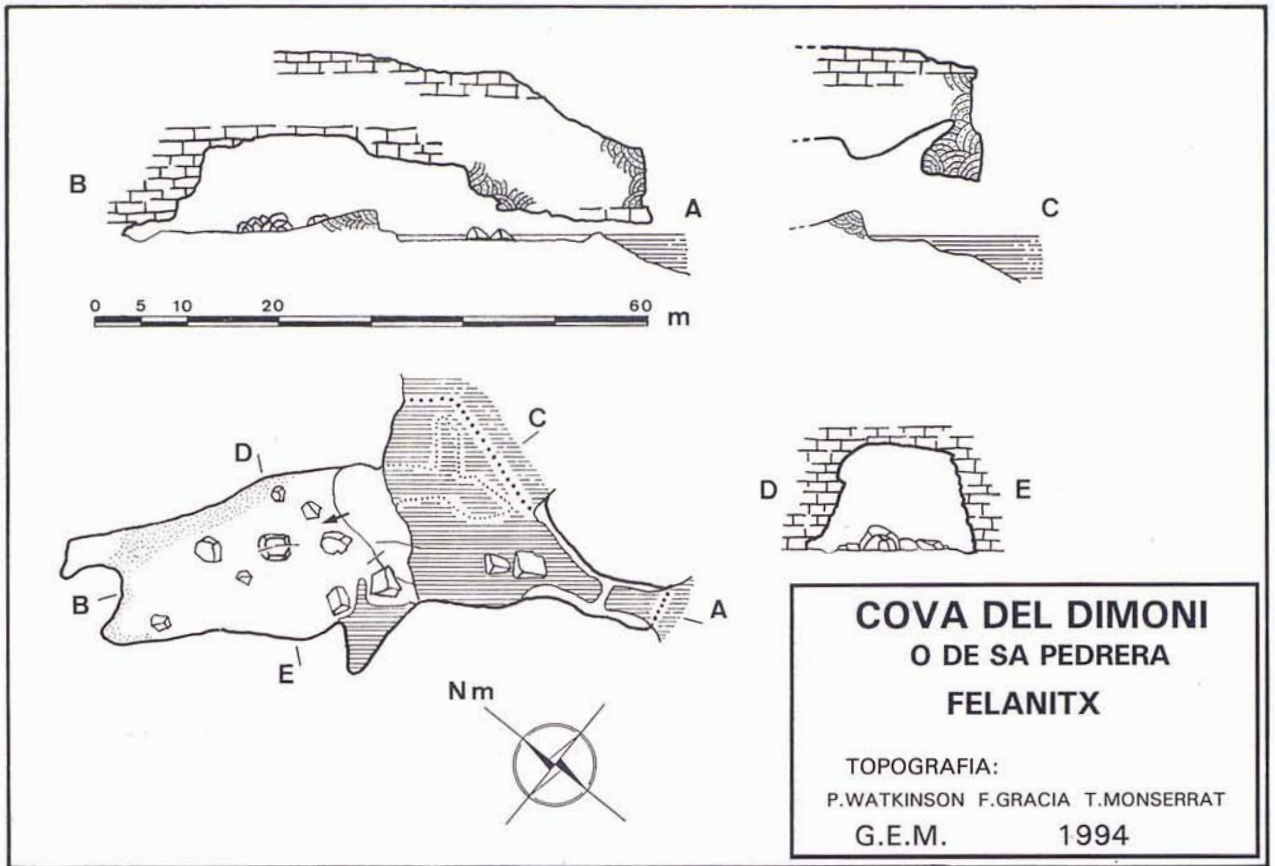 B
A
C
0 5 10 20 60 m
D
C
B
A
E
D
E
Nm
COVA DEL DIMONI
O DE SA PEDRERA
FELANITX
TOPOGRAFIA:
P.WATKINSON F.GRACIA T.MONSERRAT
G.E.M. 1994